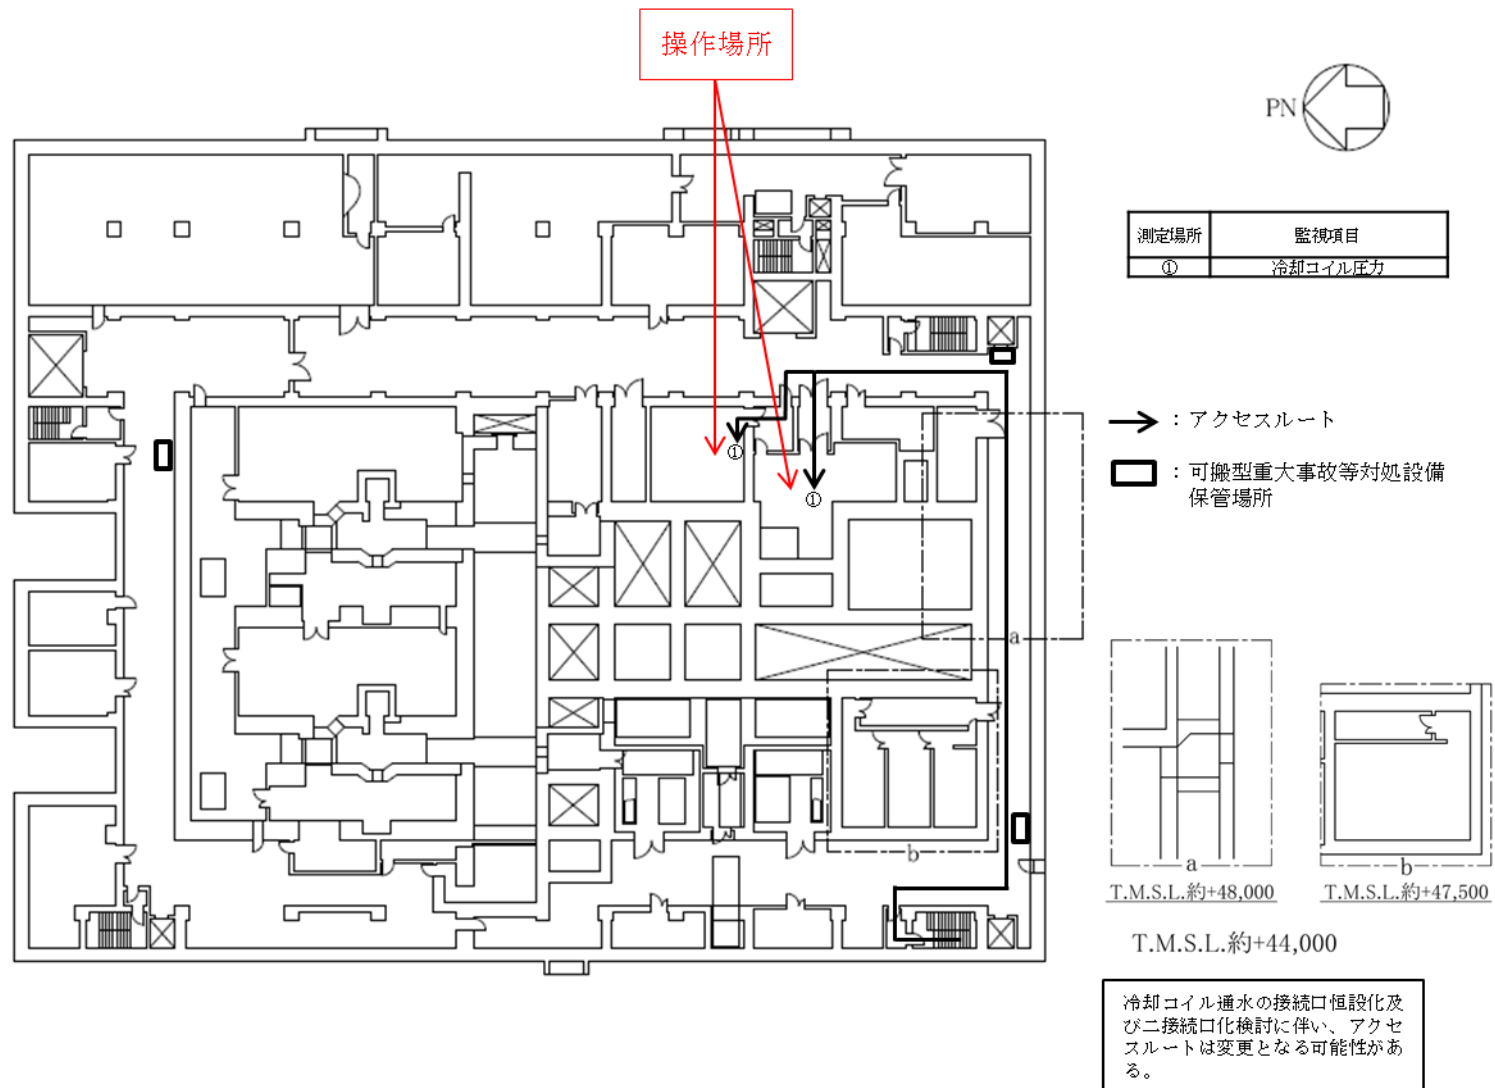 操作場所
PN
測定場所 監視項目
① 冷却コイル圧力
：アクセスルート
：可搬型重大事故等対処設備
保管場所
①
①
a
b
a
T.M.S.L.約+48,000
b
T.M.S.L.約+47,500
T.M.S.L.約+44,000
冷却コイル通水の接続口恒設化及
び二接続口化検討に伴い、アクセ
スルートは変更となる可能性があ
る。